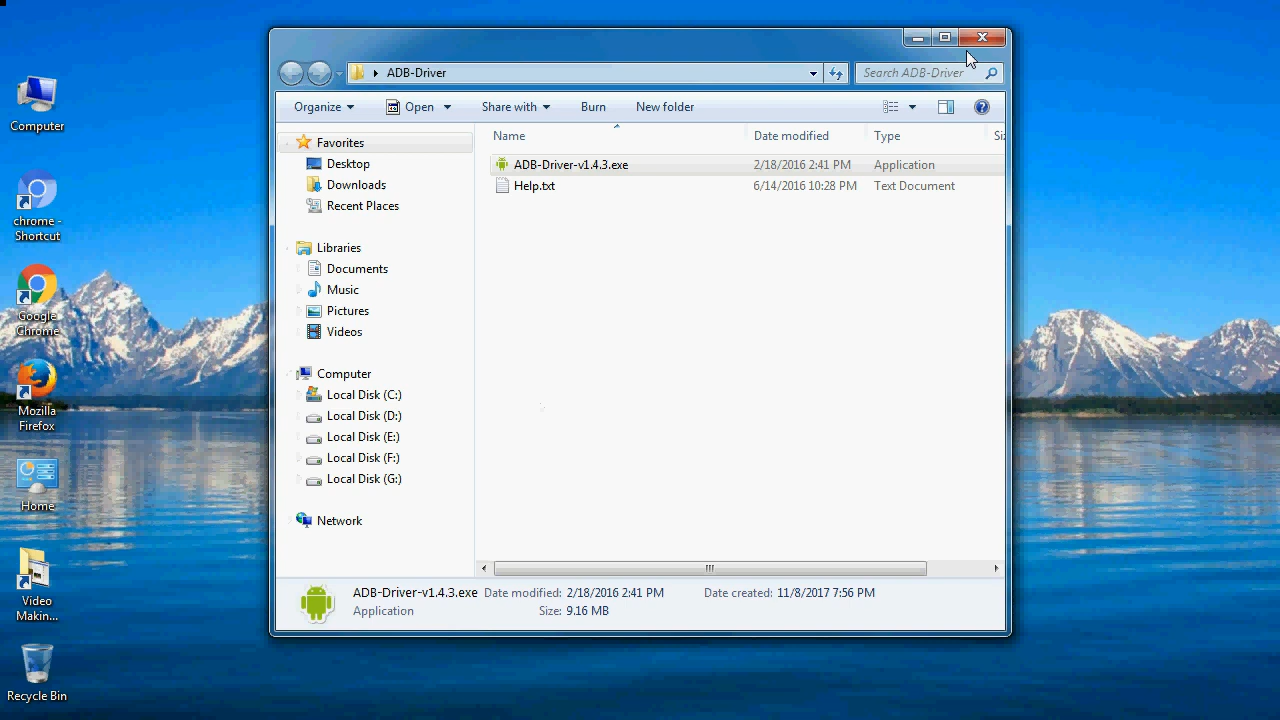 Computer
chrome -
Shortcut
Google
Chrome
Mozilla
Firefox
Home
Video
Makin...
Recycle Bin
ADB-Driver
Search ADB-Driver
Organize
Open
Share with
Burn
New folder
Favorites
Desktop
Downloads
Recent Places
Libraries
Documents
Music
Pictures
Videos
Computer
Local Disk (C:)
Local Disk (D:)
Local Disk (E:)
Local Disk (F:)
Local Disk (G:)
Network
Name Date modified Type Si
ADB-Driver-v1.4.3.exe 2/18/2016 2:41 PM Application
Help.txt 6/14/2016 10:28 PM Text Document
ADB-Driver-v1.4.3.exe Date modified: 2/18/2016 2:41 PM Date created: 11/8/2017 7:56 PM
Application Size: 9.16 MB